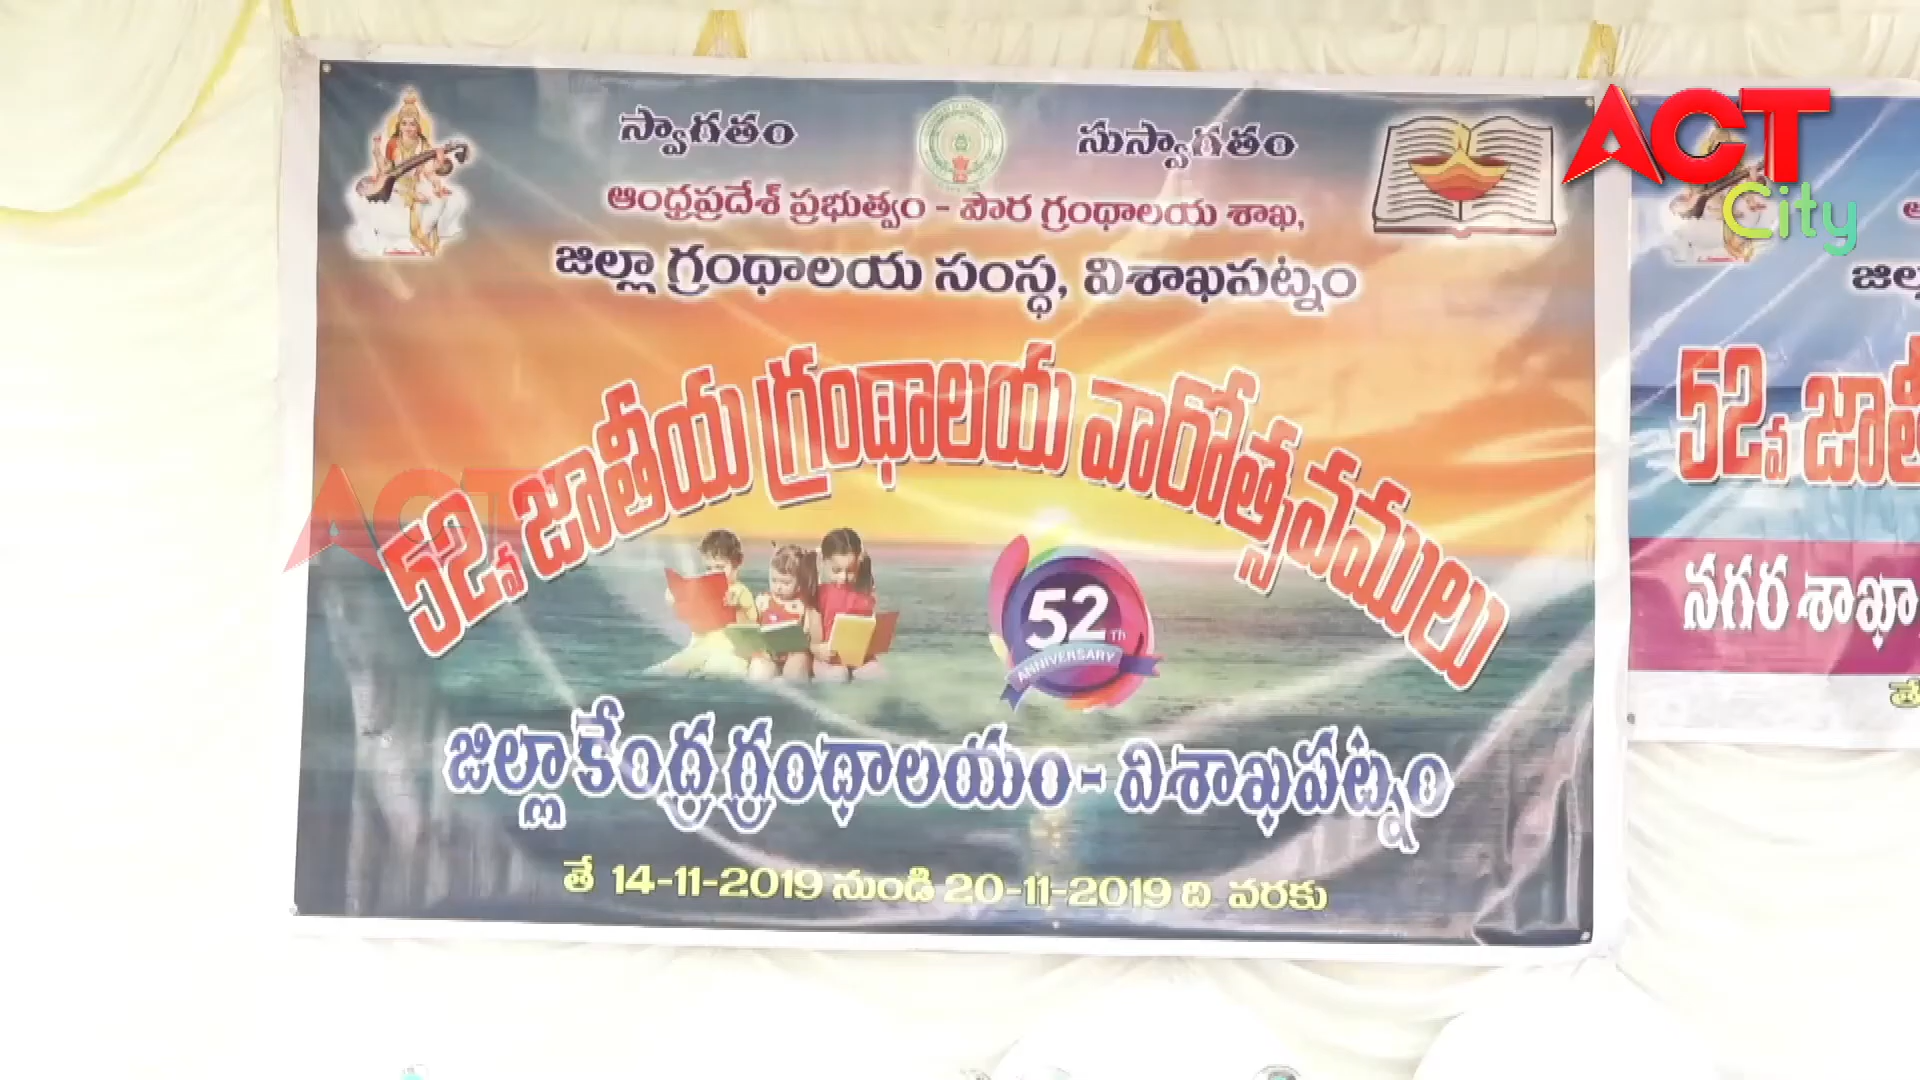 స్వాగతం సుస్వాగతం
ఆంధ్రప్రదేశ్ ప్రభుత్వం - పౌర గ్రంథాలయ శాఖ,
జిల్లా గ్రంథాలయ సంస్థ, విశాఖపట్నం
52వ జాతీయ గ్రంథాలయ వారోత్సవములు
52TH
ANNIVERSARY
జిల్లా కేంద్ర గ్రంథాలయం - విశాఖపట్నం
తే 14-11-2019 నుండి 20-11-2019 ది వరకు
ACT
City
52వ
నగర
తే
ACT